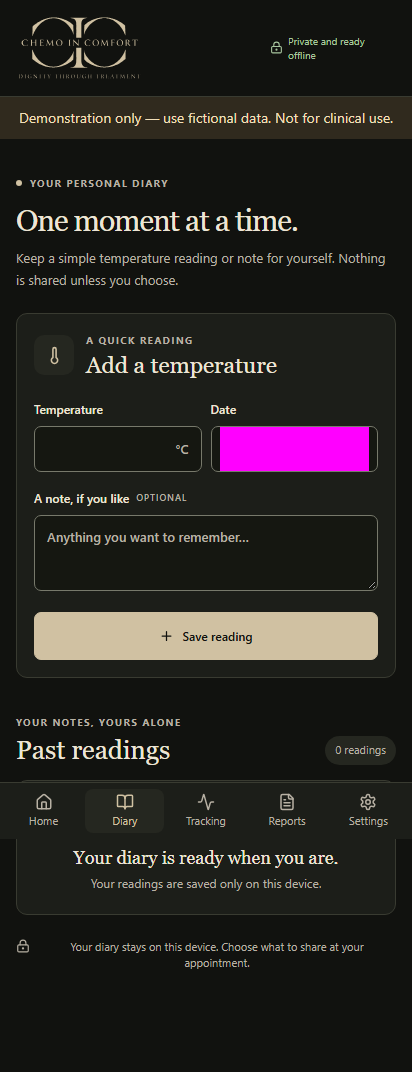 CHEMO IN COMFORT
DIGNITY THROUGH TREATMENT
Private and ready
offline
Demonstration only — use fictional data. Not for clinical use.
YOUR PERSONAL DIARY
One moment at a time.
Keep a simple temperature reading or note for yourself. Nothing
is shared unless you choose.
A QUICK READING
Add a temperature
Temperature
Date
°C
A note, if you like OPTIONAL
Anything you want to remember...
Save reading
YOUR NOTES, YOURS ALONE
Past readings
0 readings
Home
Diary
Tracking
Reports
Settings
Your diary is ready when you are.
Your readings are saved only on this device.
Your diary stays on this device. Choose what to share at your
appointment.